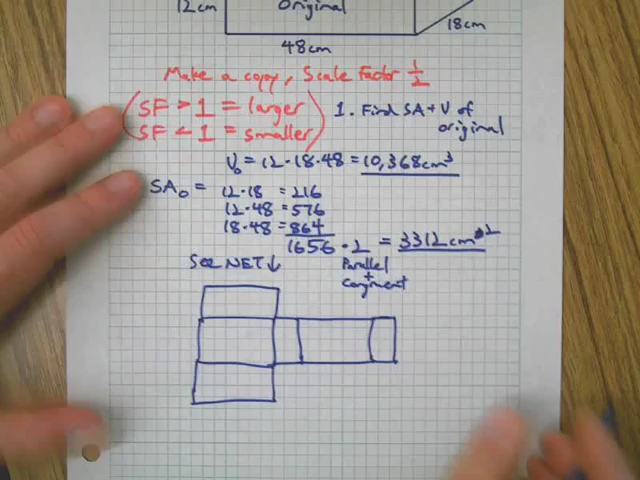 12cm
Original
18cm
48cm
Make a copy, Scale Factor 1/2
(SF > 1 = larger
SF < 1 = smaller)
1. Find SA + V of
original
V₀ = 12·18·48 = 10,368cm³
SA₀ = 12·18 = 216
12·48 = 576
18·48 = 864
1656 · 2 = 3312 cm²
See NET ↓
Parallel
+
Congruent